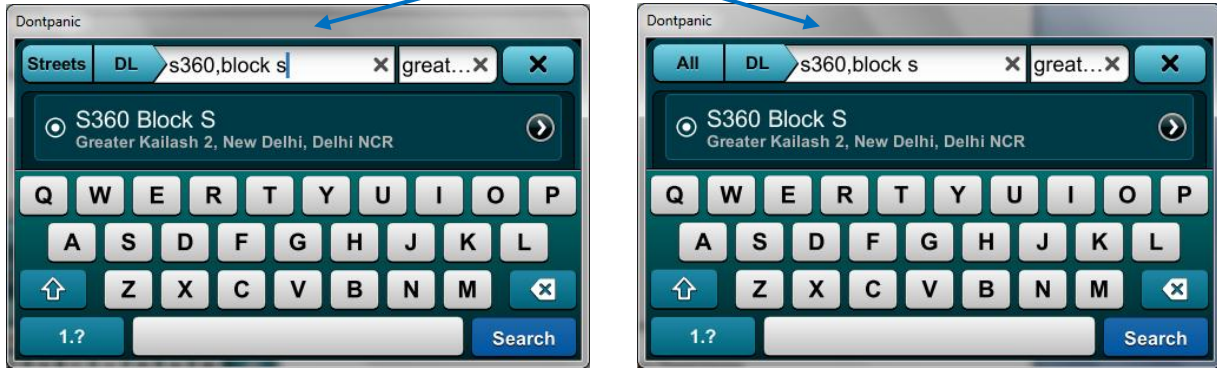 Dontpanic
Streets DL s360,block s great...
S360 Block S
Greater Kailash 2, New Delhi, Delhi NCR
Q W E R T Y U I O P
A S D F G H J K L
Z X C V B N M
1.? Search
Dontpanic
All DL s360,block s great...
S360 Block S
Greater Kailash 2, New Delhi, Delhi NCR
Q W E R T Y U I O P
A S D F G H J K L
Z X C V B N M
1.? Search